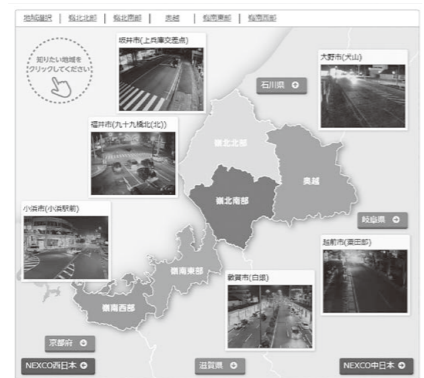 地域選択 嶺北北部 嶺北南部 奥越 嶺南東部 嶺南西部
知りたい地域を
クリックしてください
坂井市(上兵庫交差点)
大野市(犬山)
石川県
福井市(九十九橋北(北))
嶺北北部
奥越
嶺北南部
小浜市(小浜駅前)
岐阜県
越前市(粟田部)
嶺南東部
敦賀市(白銀)
嶺南西部
京都府
滋賀県
NEXCO西日本
NEXCO中日本